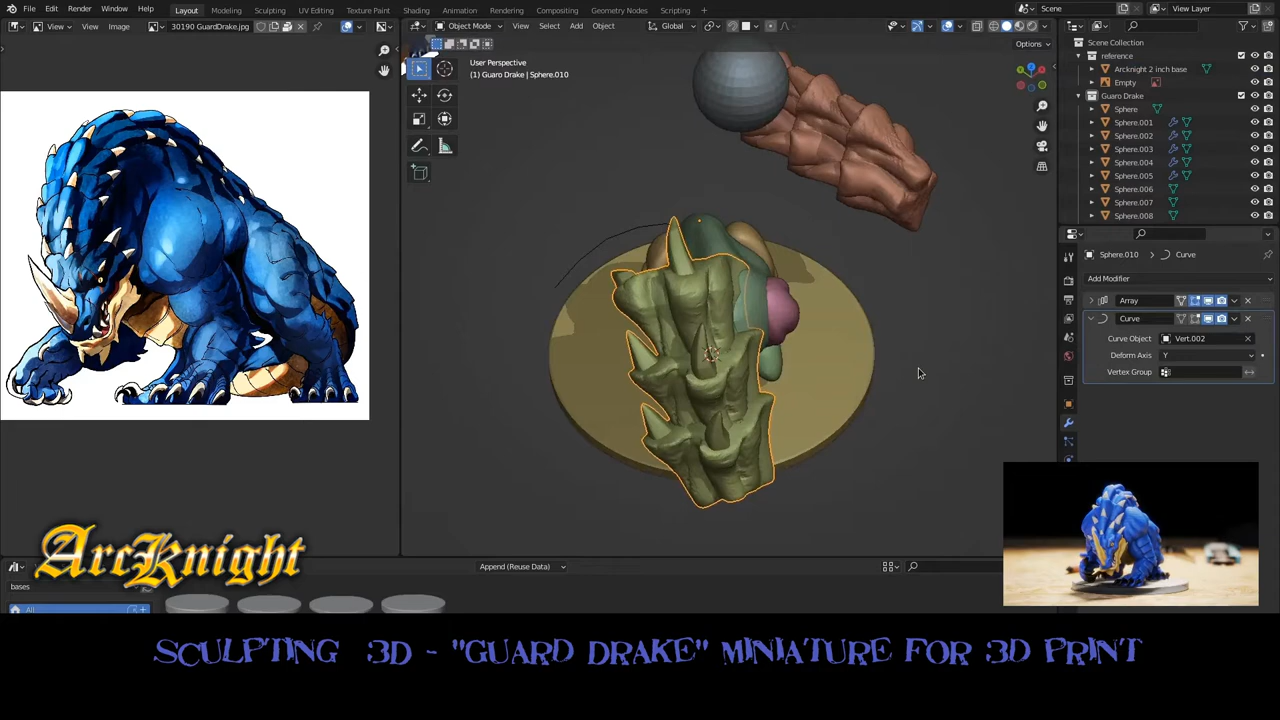 File Edit Render Window Help Layout Modeling Sculpting UV Editing Texture Paint Shading Animation Rendering Compositing Geometry Nodes Scripting Scene View Layer
View View Image 30190 GuardDrake.jpg Object Mode View Select Add Object Global
Options
User Perspective
(1) Guaro Drake | Sphere.010
Scene Collection
reference
Arcknight 2 inch base
Empty
Guaro Drake
Sphere
Sphere.001
Sphere.002
Sphere.003
Sphere.004
Sphere.005
Sphere.006
Sphere.007
Sphere.008
Sphere.010 Curve
Add Modifier
Array
Curve
Curve Object Vert.002
Deform Axis Y
Vertex Group
ArcKnight
Append (Reuse Data)
bases
All
SCULPTING 3D - "GUARD DRAKE" MINIATURE FOR 3D PRINT